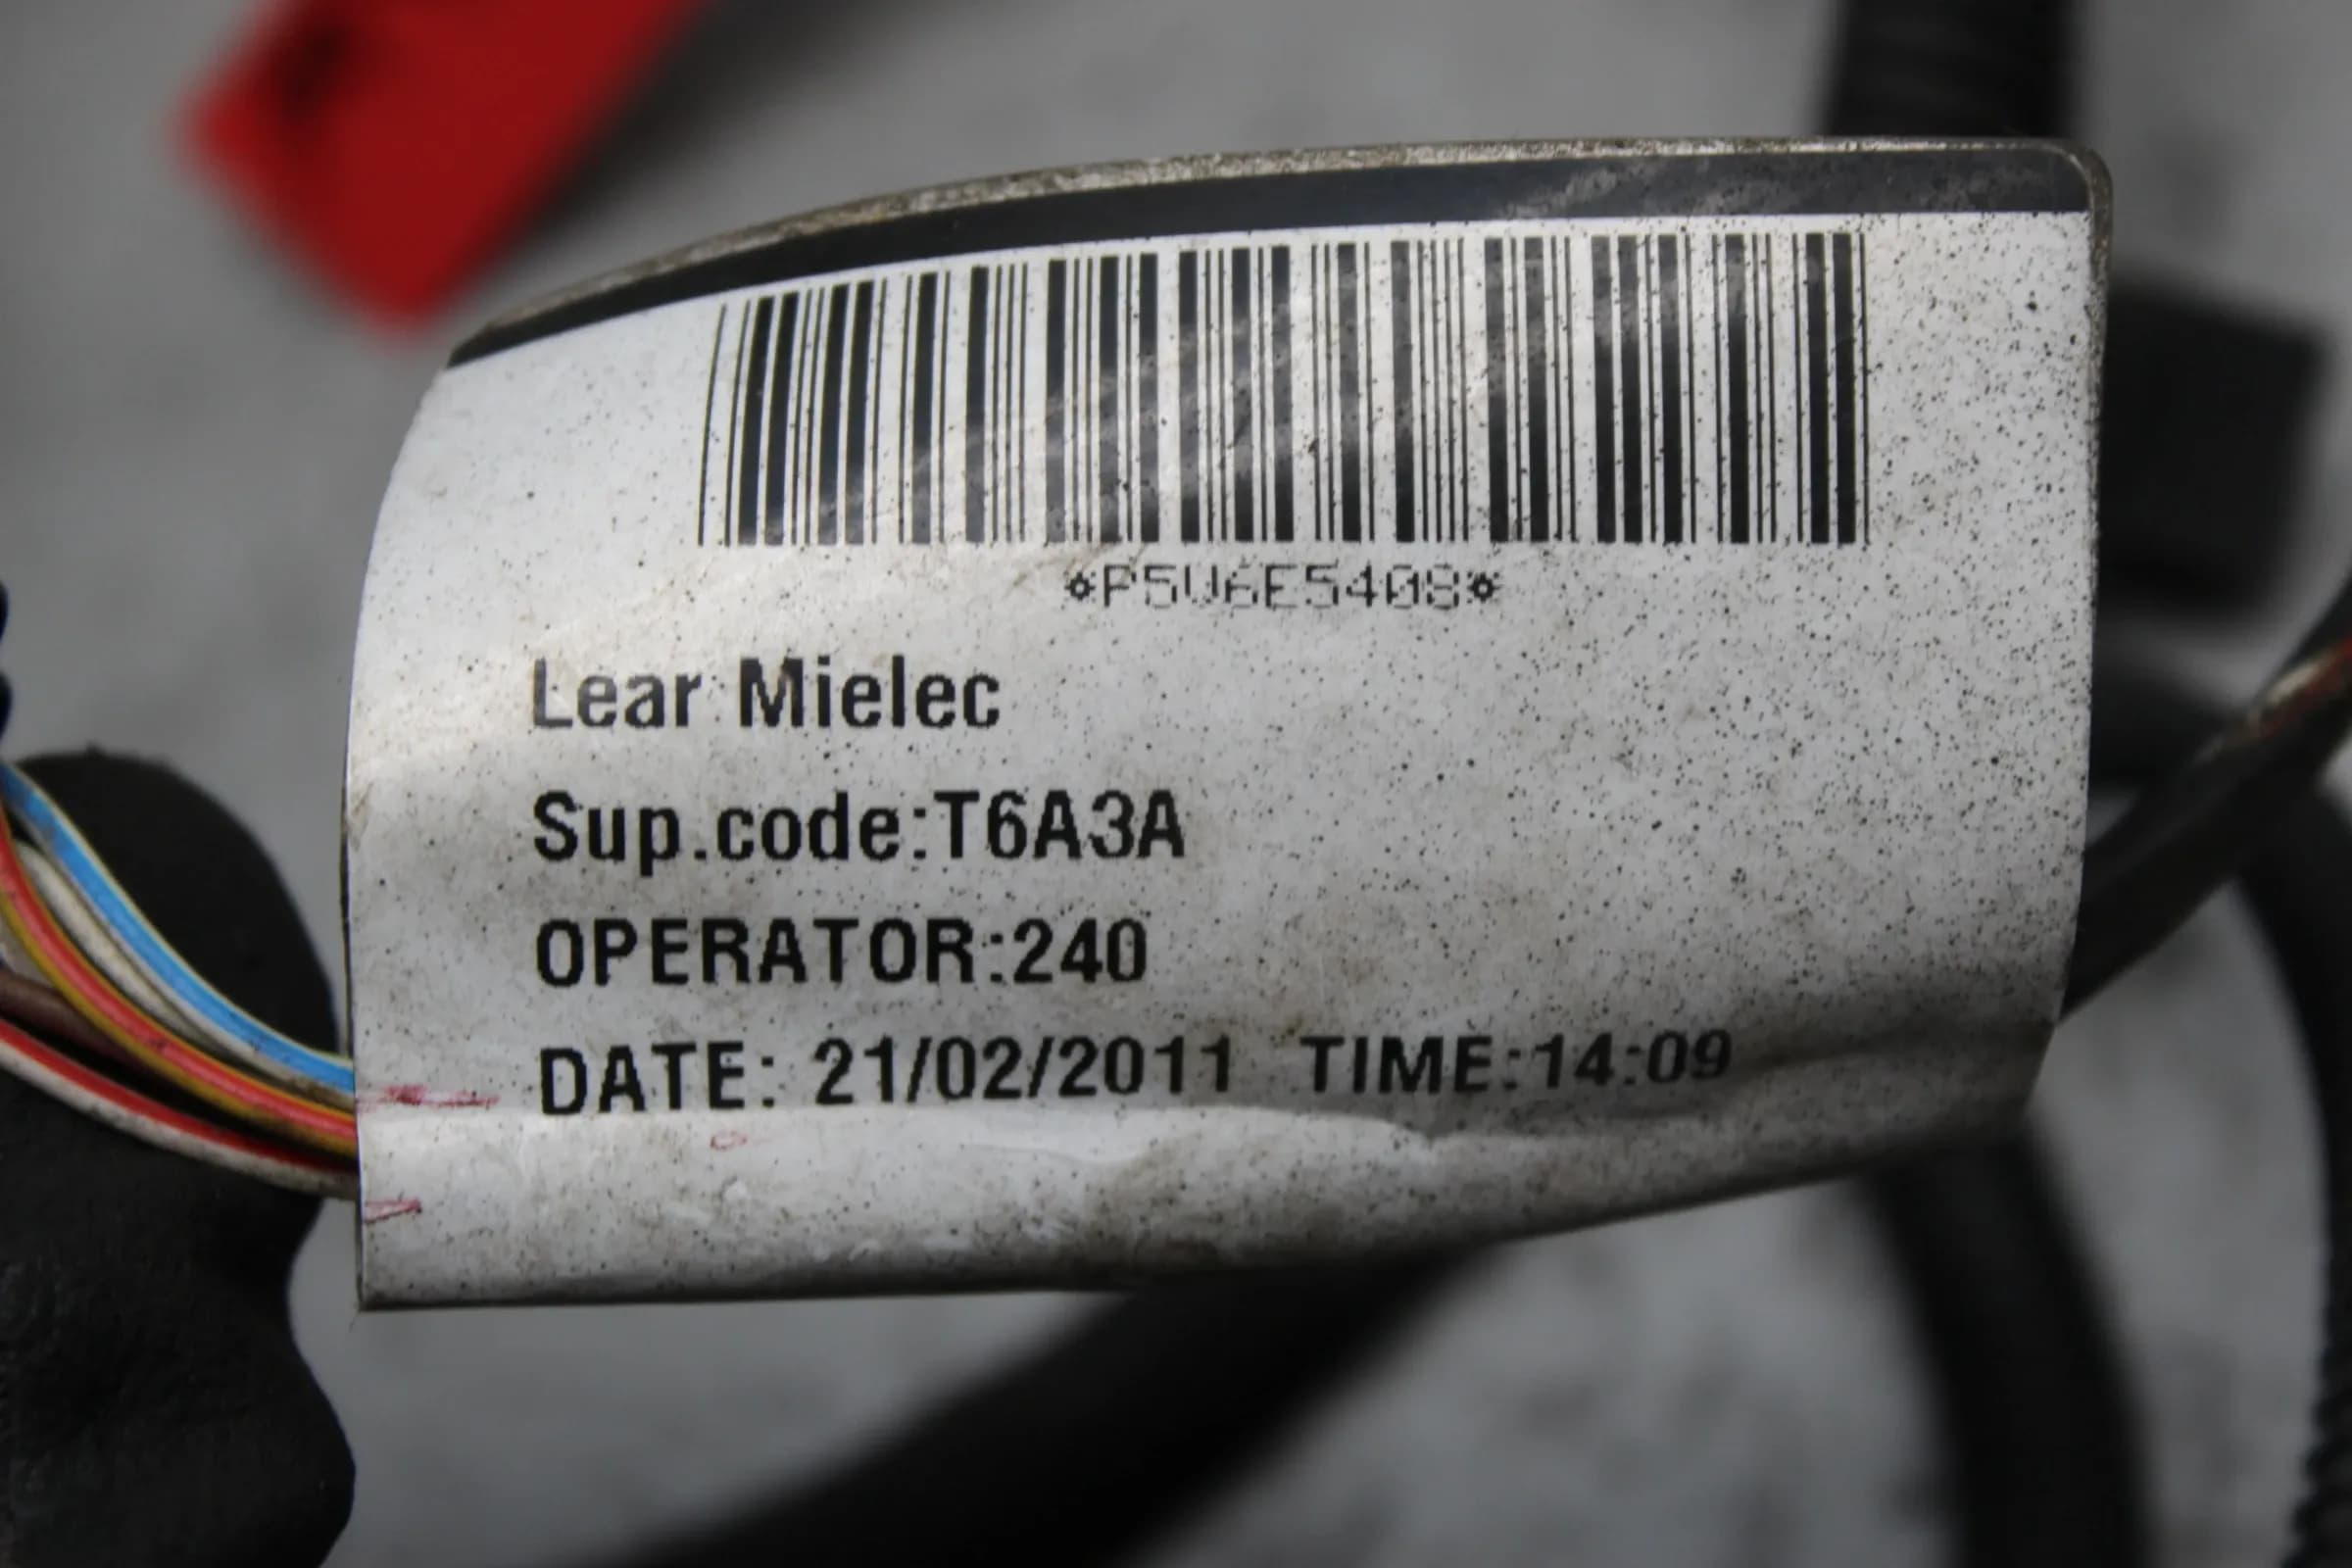 *P5U6E5408*
Lear Mielec
Sup.code:T6A3A
OPERATOR:240
DATE: 21/02/2011 TIME:14:09